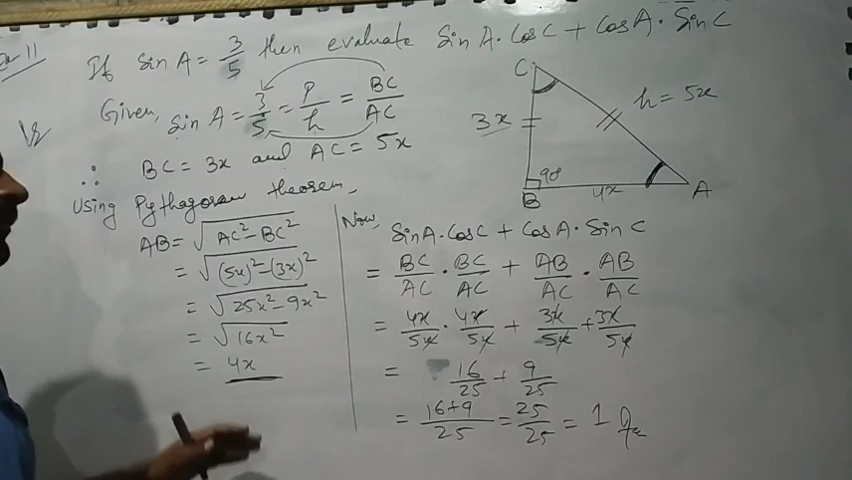 If Sin A = 3/5 then evaluate Sin A · Cos C + Cos A · Sin C
Given, Sin A = 3/5 = P/h = BC/AC
∴ BC = 3x and AC = 5x
Using Pythagoras theorem,
AB = √(AC² - BC²)
= √((5x)² - (3x)²)
= √(25x² - 9x²)
= √(16x²)
= 4x
C
3x
h = 5x
90°
B
4x
A
Now, Sin A · Cos C + Cos A · Sin C
= BC/AC · BC/AC + AB/AC · AB/AC
= 4x/5x · 4x/5x + 3x/5x + 3x/5x
= 16/25 + 9/25
= 16+9/25 = 25/25 = 1